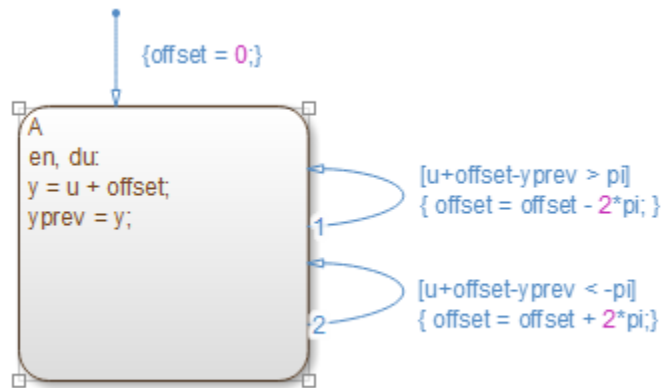 {offset = 0;}
A
en, du:
y = u + offset;
yprev = y;
[u+offset-yprev > pi]
{ offset = offset - 2*pi; }
1
[u+offset-yprev < -pi]
{ offset = offset + 2*pi;}
2